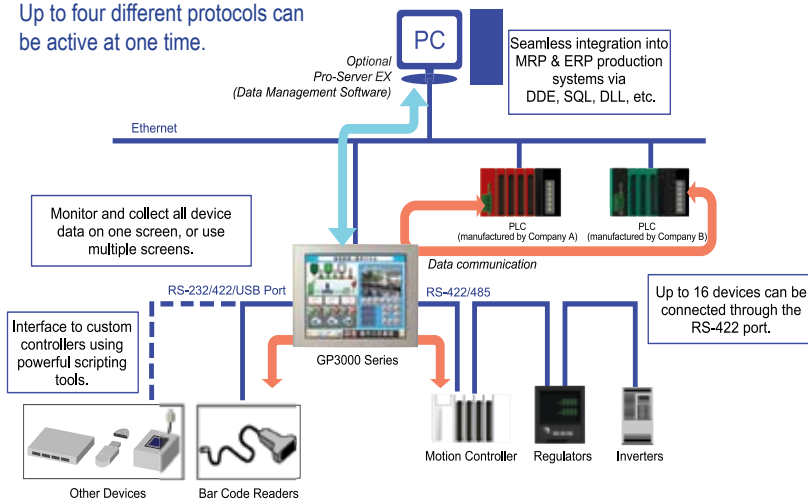 Up to four different protocols can
be active at one time.
PC
Optional
Pro-Server EX
(Data Management Software)
Seamless integration into
MRP & ERP production
systems via
DDE, SQL, DLL, etc.
Ethernet
Monitor and collect all device
data on one screen, or use
multiple screens.
PLC
(manufactured by Company A)
PLC
(manufactured by Company B)
Data communication
RS-232/422/USB Port
RS-422/485
Up to 16 devices can be
connected through the
RS-422 port.
Interface to custom
controllers using
powerful scripting
tools.
GP3000 Series
Motion Controller
Regulators
Inverters
Other Devices
Bar Code Readers